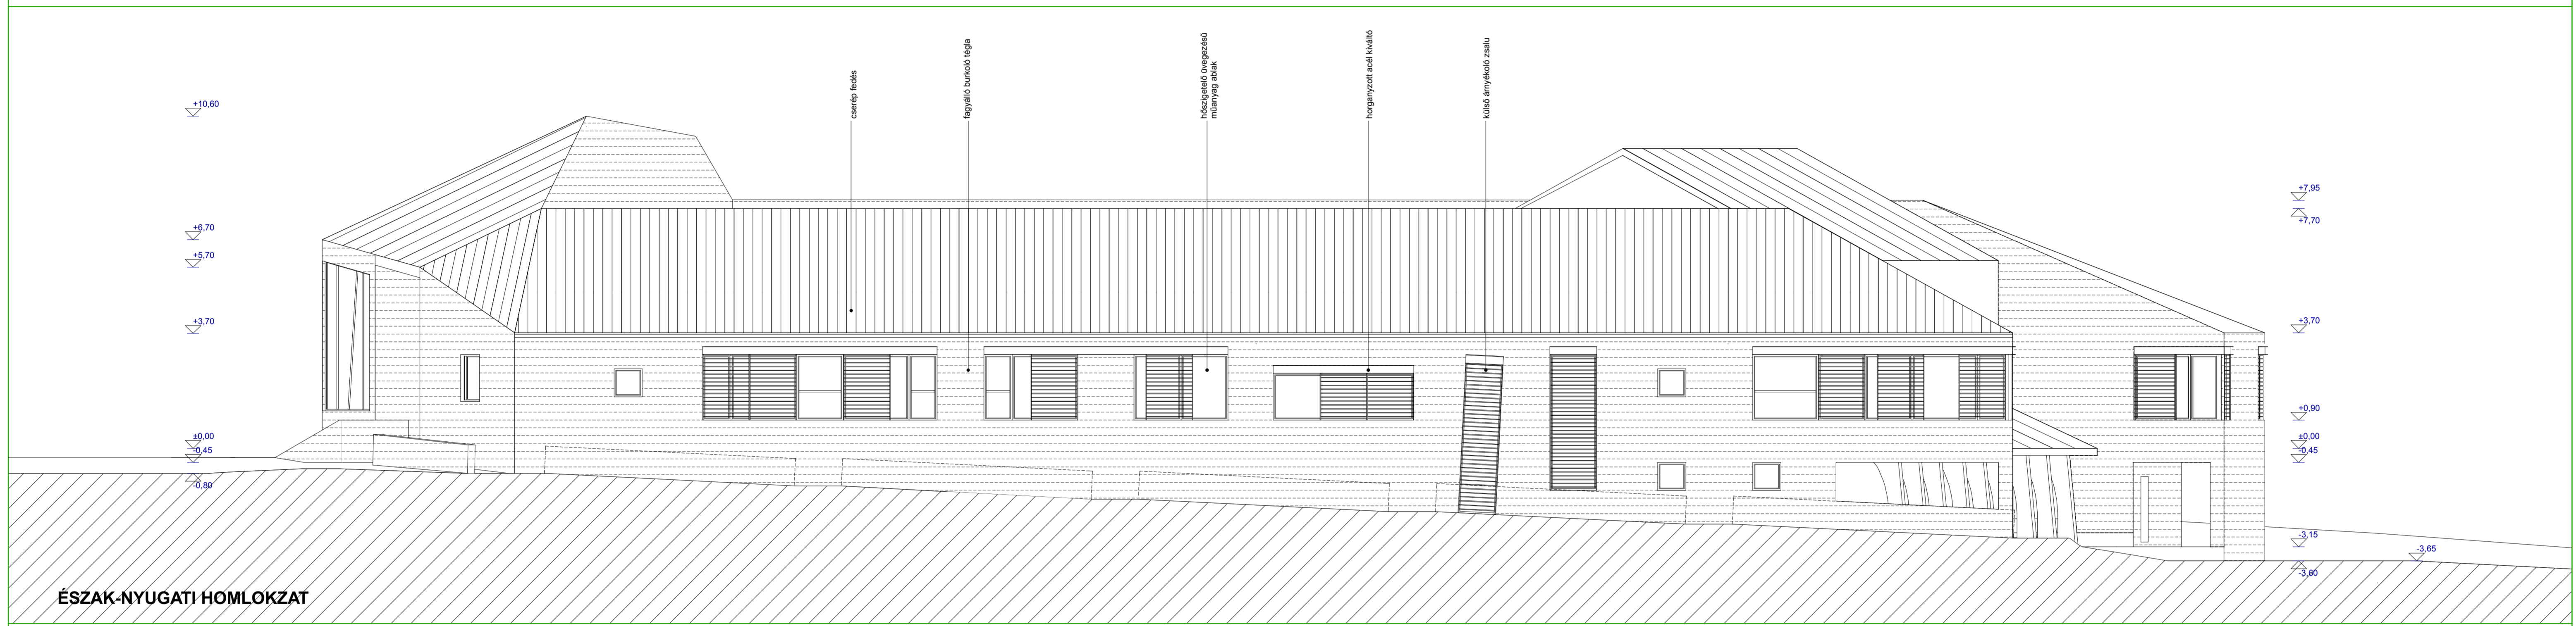 cserép fedés
fagyálló burkoló tégla
hőszigetelő üvegezésű
műanyag ablak
horganyzott acél kiváltó
külső árnyékoló zsalu
+10,60
+6,70
+5,70
+3,70
±0,00
-0,45
-0,80
+7,95
+7,70
+3,70
+0,90
±0,00
-0,45
-3,15
-3,60
-3,65
ÉSZAK-NYUGATI HOMLOKZAT